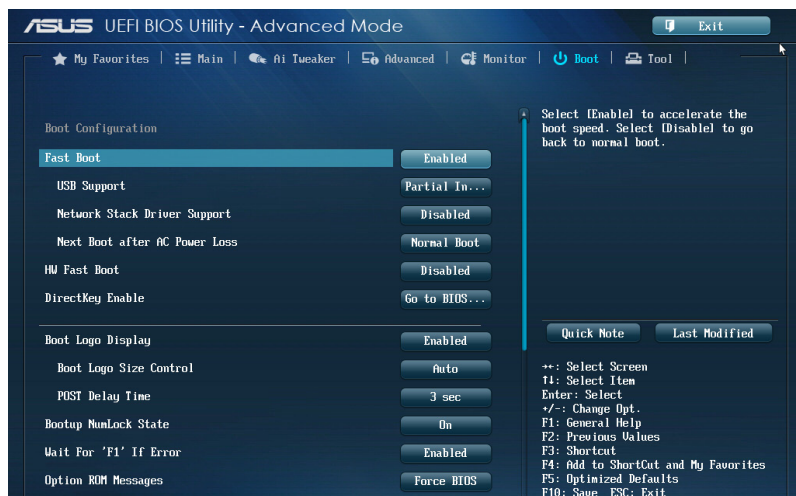 ASUS UEFI BIOS Utility - Advanced Mode
Exit
My Favorites | Main | Ai Tweaker | Advanced | Monitor | Boot | Tool |
Boot Configuration
Fast Boot Enabled
USB Support Partial In...
Network Stack Driver Support Disabled
Next Boot after AC Power Loss Normal Boot
HW Fast Boot Disabled
DirectKey Enable Go to BIOS...
Boot Logo Display Enabled
Boot Logo Size Control Auto
POST Delay Time 3 sec
Bootup NumLock State On
Wait For 'F1' If Error Enabled
Option ROM Messages Force BIOS
Select [Enable] to accelerate the
boot speed. Select [Disable] to go
back to normal boot.
Quick Note Last Modified
→←: Select Screen
↑↓: Select Item
Enter: Select
+/-: Change Opt.
F1: General Help
F2: Previous Values
F3: Shortcut
F4: Add to ShortCut and My Favorites
F5: Optimized Defaults
F10: Save ESC: Exit